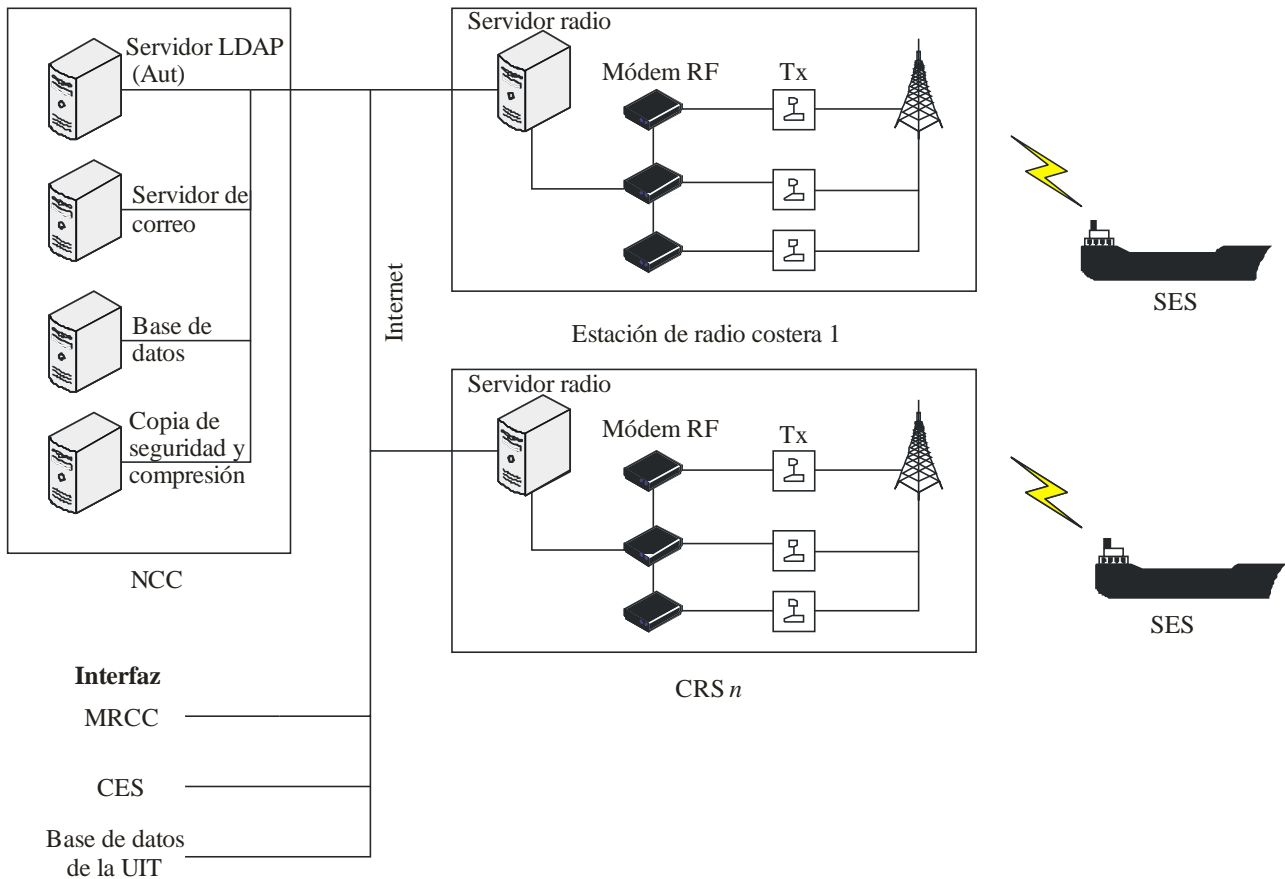 Servidor LDAP
(Aut)
Servidor de
correo
Base de
datos
Copia de
seguridad y
compresión
NCC
Internet
Servidor radio
Módem RF
Tx
Estación de radio costera 1
SES
Servidor radio
Módem RF
Tx
CRS n
SES
Interfaz
MRCC
CES
Base de datos
de la UIT